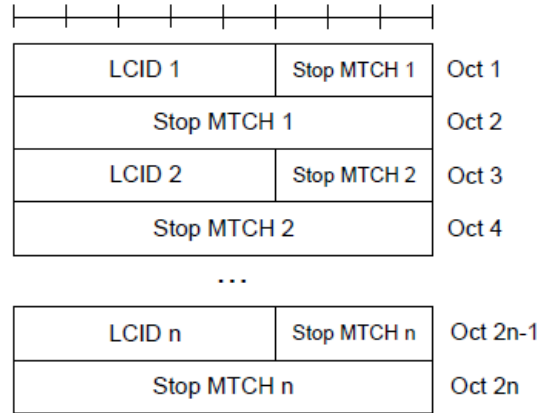 LCID 1 Stop MTCH 1 Oct 1
Stop MTCH 1 Oct 2
LCID 2 Stop MTCH 2 Oct 3
Stop MTCH 2 Oct 4
...
LCID n Stop MTCH n Oct 2n-1
Stop MTCH n Oct 2n